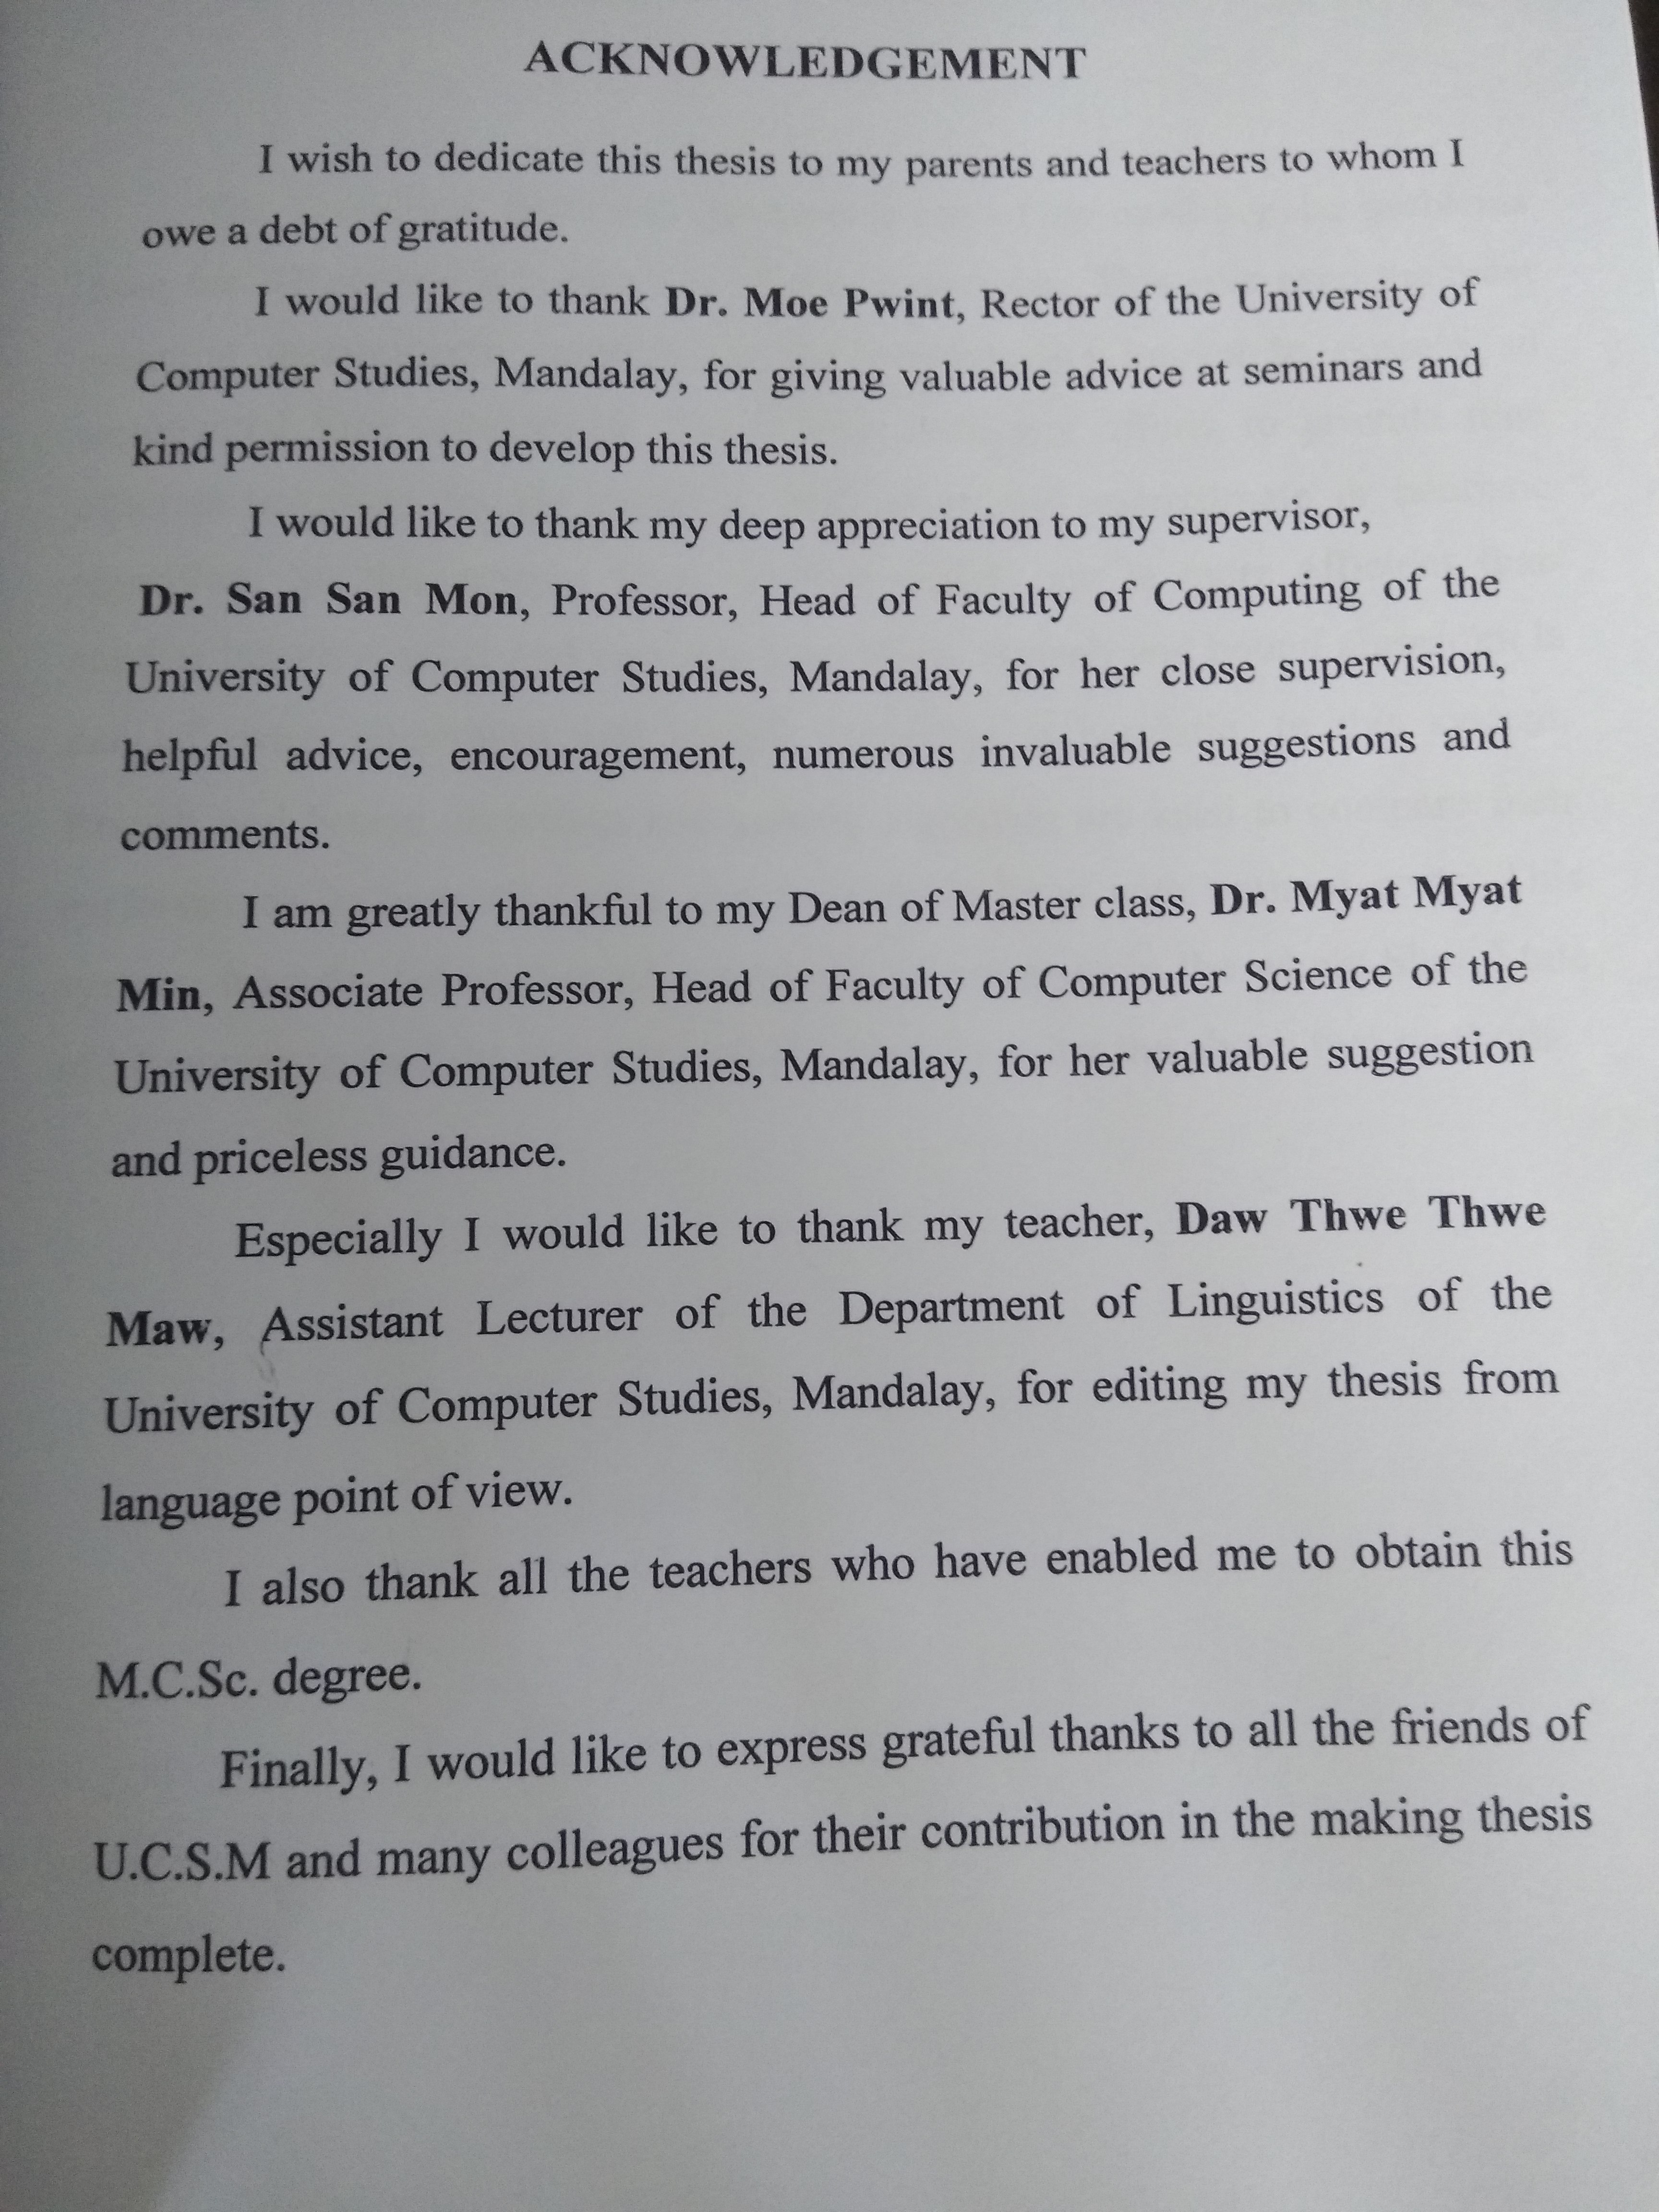 ACKNOWLEDGEMENT
I wish to dedicate this thesis to my parents and teachers to whom I
owe a debt of gratitude.
I would like to thank Dr. Moe Pwint, Rector of the University of
Computer Studies, Mandalay, for giving valuable advice at seminars and
kind permission to develop this thesis.
I would like to thank my deep appreciation to my supervisor,
Dr. San San Mon, Professor, Head of Faculty of Computing of the
University of Computer Studies, Mandalay, for her close supervision,
helpful advice, encouragement, numerous invaluable suggestions and
comments.
I am greatly thankful to my Dean of Master class, Dr. Myat Myat
Min, Associate Professor, Head of Faculty of Computer Science of the
University of Computer Studies, Mandalay, for her valuable suggestion
and priceless guidance.
Especially I would like to thank my teacher, Daw Thwe Thwe
Maw, Assistant Lecturer of the Department of Linguistics of the
University of Computer Studies, Mandalay, for editing my thesis from
language point of view.
I also thank all the teachers who have enabled me to obtain this
M.C.Sc. degree.
Finally, I would like to express grateful thanks to all the friends of
U.C.S.M and many colleagues for their contribution in the making thesis
complete.